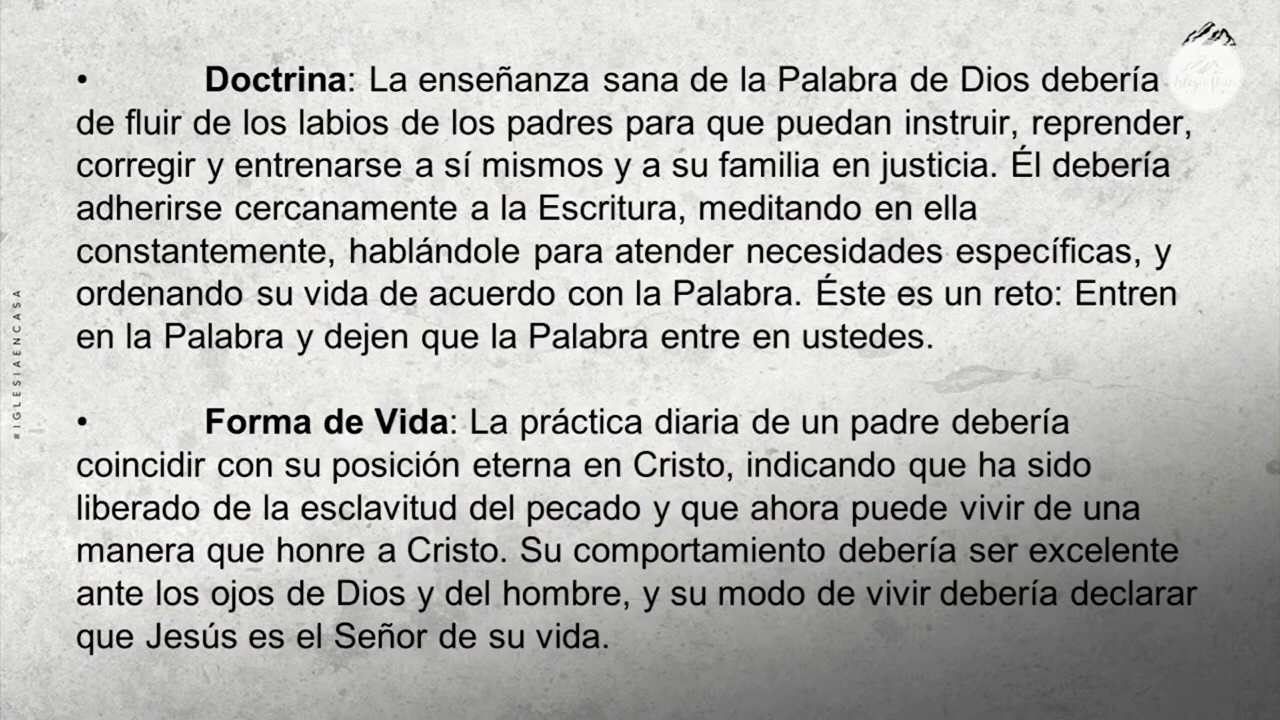 •	Doctrina: La enseñanza sana de la Palabra de Dios debería
de fluir de los labios de los padres para que puedan instruir, reprender,
corregir y entrenarse a sí mismos y a su familia en justicia. Él debería
adherirse cercanamente a la Escritura, meditando en ella
constantemente, hablándole para atender necesidades específicas, y
ordenando su vida de acuerdo con la Palabra. Éste es un reto: Entren
en la Palabra y dejen que la Palabra entre en ustedes.
•	Forma de Vida: La práctica diaria de un padre debería
coincidir con su posición eterna en Cristo, indicando que ha sido
liberado de la esclavitud del pecado y que ahora puede vivir de una
manera que honre a Cristo. Su comportamiento debería ser excelente
ante los ojos de Dios y del hombre, y su modo de vivir debería declarar
que Jesús es el Señor de su vida.
#IGLESIAENCASA